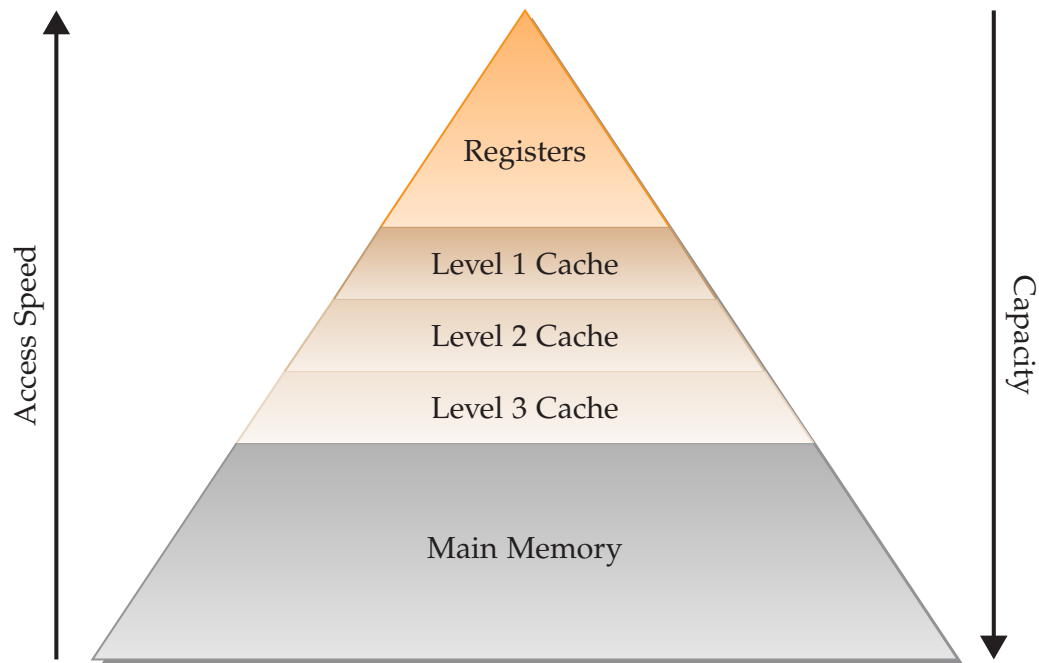 Registers
Level 1 Cache
Level 2 Cache
Level 3 Cache
Main Memory
Access Speed
Capacity